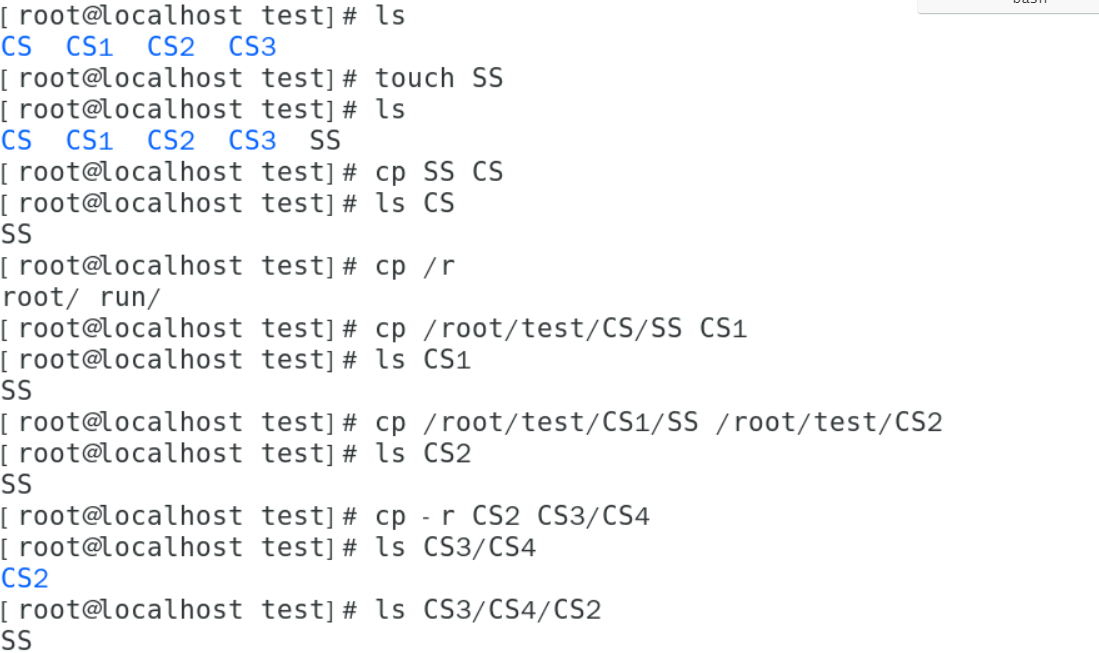 bash
[root@localhost test]# ls
CS  CS1  CS2  CS3
[root@localhost test]# touch SS
[root@localhost test]# ls
CS  CS1  CS2  CS3  SS
[root@localhost test]# cp SS CS
[root@localhost test]# ls CS
SS
[root@localhost test]# cp /r
root/ run/
[root@localhost test]# cp /root/test/CS/SS CS1
[root@localhost test]# ls CS1
SS
[root@localhost test]# cp /root/test/CS1/SS /root/test/CS2
[root@localhost test]# ls CS2
SS
[root@localhost test]# cp -r CS2 CS3/CS4
[root@localhost test]# ls CS3/CS4
CS2
[root@localhost test]# ls CS3/CS4/CS2
SS